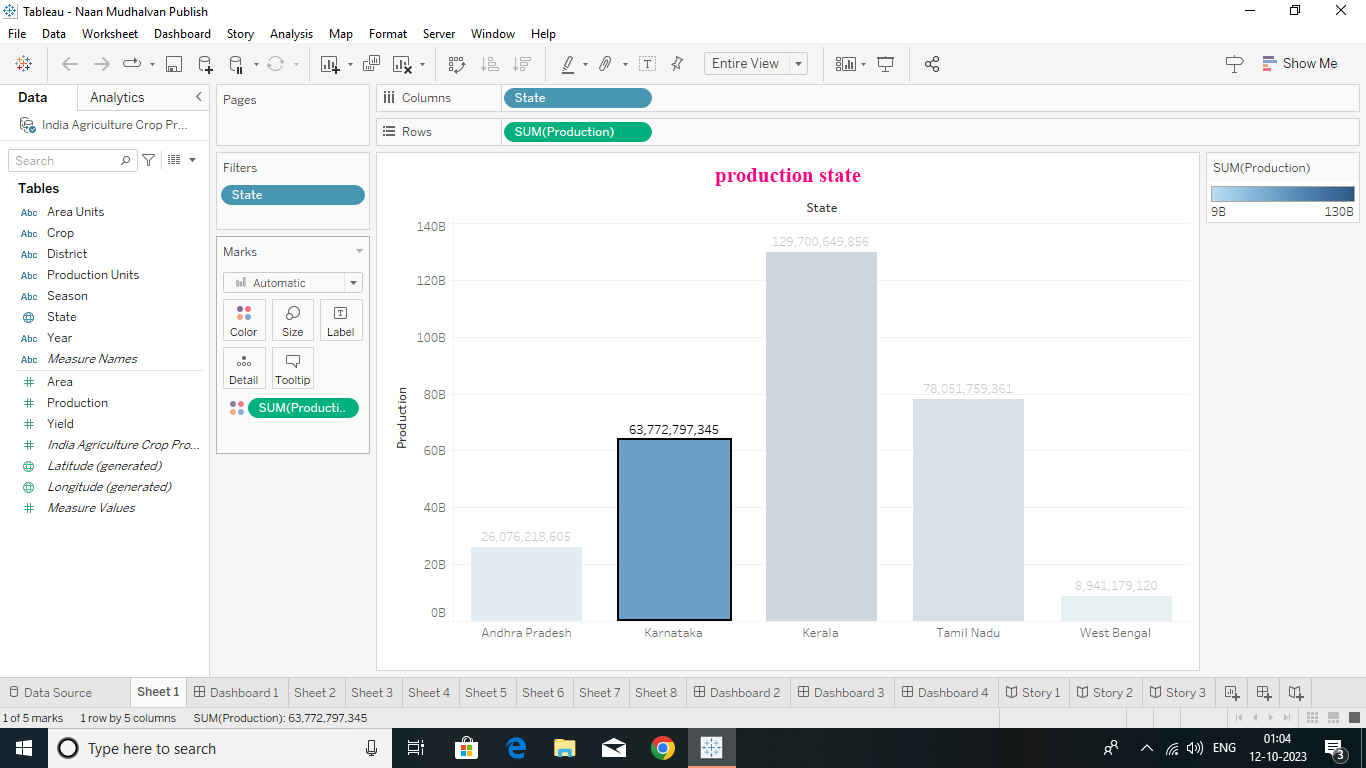 Tableau - Naan Mudhalvan Publish
File Data Worksheet Dashboard Story Analysis Map Format Server Window Help
Entire View
Show Me
Data Analytics
India Agriculture Crop Pr...
Search
Tables
Abc Area Units
Abc Crop
Abc District
Abc Production Units
Abc Season
State
Abc Year
Abc Measure Names
Area
Production
Yield
India Agriculture Crop Pro...
Latitude (generated)
Longitude (generated)
Measure Values
Pages
Filters
State
Marks
Automatic
Color Size Label
Detail Tooltip
SUM(Producti..
Columns State
Rows SUM(Production)
production state
State
140B
120B
100B
80B
60B
40B
20B
0B
Production
26,076,218,605
63,772,797,345
129,700,649,856
78,051,759,361
8,941,179,120
Andhra Pradesh Karnataka Kerala Tamil Nadu West Bengal
SUM(Production)
9B 130B
Data Source Sheet 1 Dashboard 1 Sheet 2 Sheet 3 Sheet 4 Sheet 5 Sheet 6 Sheet 7 Sheet 8 Dashboard 2 Dashboard 3 Dashboard 4 Story 1 Story 2 Story 3
1 of 5 marks 1 row by 5 columns SUM(Production): 63,772,797,345
Type here to search
ENG
01:04
12-10-2023
3